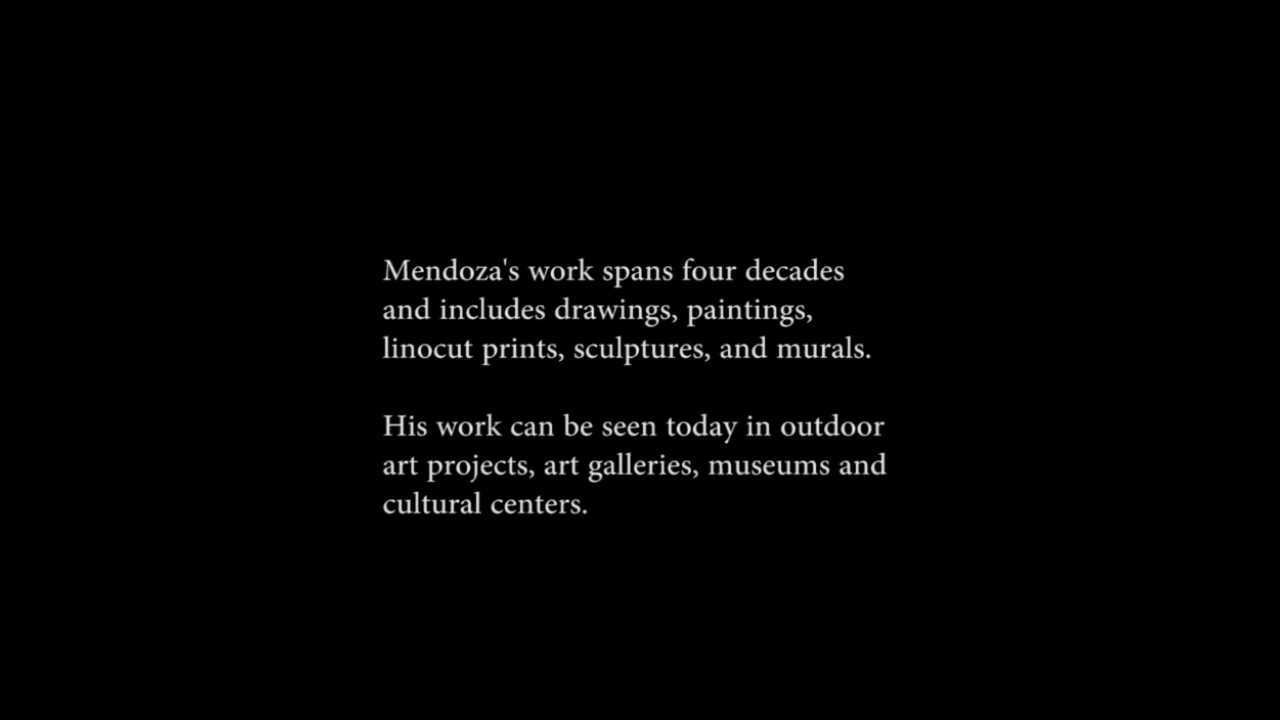 Mendoza's work spans four decades
and includes drawings, paintings,
linocut prints, sculptures, and murals.
His work can be seen today in outdoor
art projects, art galleries, museums and
cultural centers.